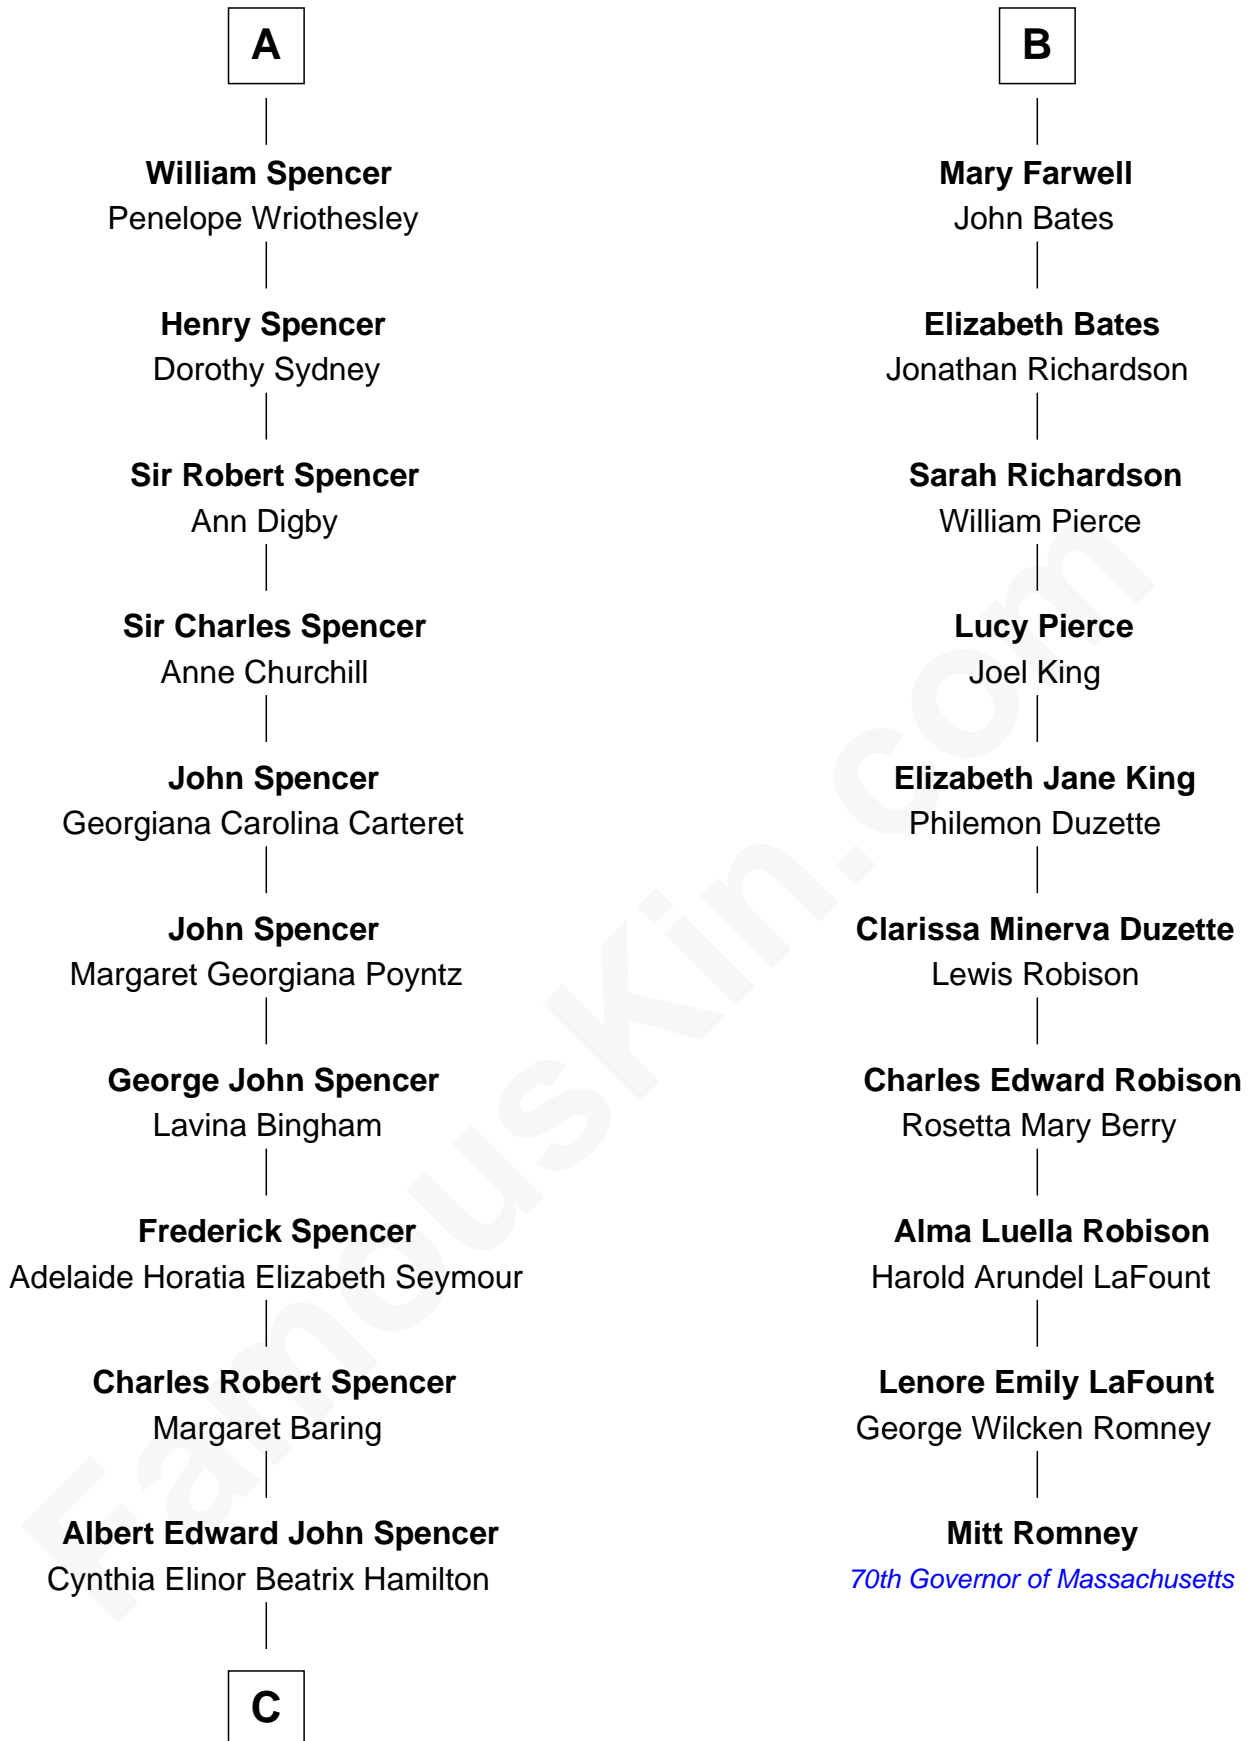 A
William Spencer
Penelope Wriothesley
Henry Spencer
Dorothy Sydney
Sir Robert Spencer
Ann Digby
Sir Charles Spencer
Anne Churchill
John Spencer
Georgiana Carolina Carteret
John Spencer
Margaret Georgiana Poyntz
George John Spencer
Lavina Bingham
Frederick Spencer
Adelaide Horatia Elizabeth Seymour
Charles Robert Spencer
Margaret Baring
Albert Edward John Spencer
Cynthia Elinor Beatrix Hamilton
C
B
Mary Farwell
John Bates
Elizabeth Bates
Jonathan Richardson
Sarah Richardson
William Pierce
Lucy Pierce
Joel King
Elizabeth Jane King
Philemon Duzette
Clarissa Minerva Duzette
Lewis Robison
Charles Edward Robison
Rosetta Mary Berry
Alma Luella Robison
Harold Arundel LaFount
Lenore Emily LaFount
George Wilcken Romney
Mitt Romney
70th Governor of Massachusetts
FamousKin.com